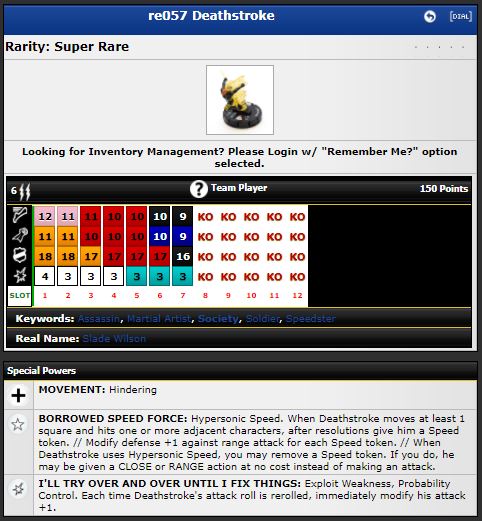 re057 Deathstroke
[DIAL]
Rarity: Super Rare
Looking for Inventory Management? Please Login w/ "Remember Me?" option
selected.
6 ? Team Player 150 Points
12 11 11 10 10 10 9 KO KO KO KO KO
11 11 10 10 10 10 9 KO KO KO KO KO
18 18 17 17 17 17 16 KO KO KO KO KO
4 3 3 3 3 3 3 KO KO KO KO KO
SLOT 1 2 3 4 5 6 7 8 9 10 11 12
Keywords: Assassin, Martial Artist, Society, Soldier, Speedster
Real Name: Slade Wilson
Special Powers
MOVEMENT: Hindering
BORROWED SPEED FORCE: Hypersonic Speed. When Deathstroke moves at least 1
square and hits one or more adjacent characters, after resolutions give him a Speed
token. // Modify defense +1 against range attack for each Speed token. // When
Deathstroke uses Hypersonic Speed, you may remove a Speed token. If you do, he
may be given a CLOSE or RANGE action at no cost instead of making an attack.
I'LL TRY OVER AND OVER UNTIL I FIX THINGS: Exploit Weakness, Probability
Control. Each time Deathstroke's attack roll is rerolled, immediately modify his attack
+1.